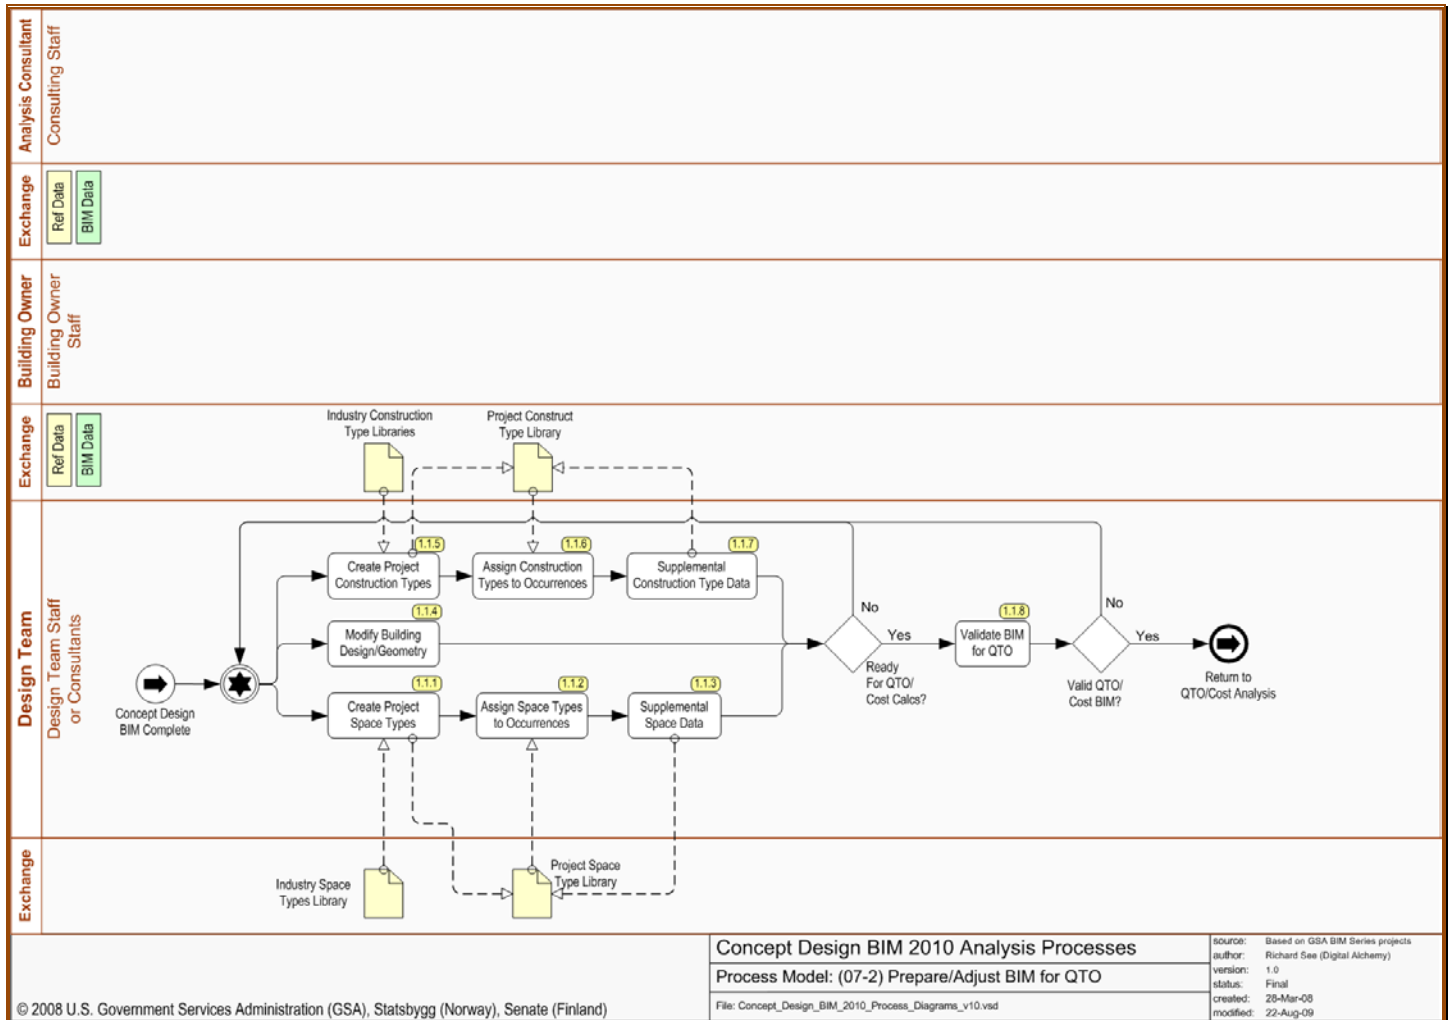 Analysis Consultant
Consulting Staff
Exchange
Ref Data
BIM Data
Building Owner
Building Owner
Staff
Exchange
Ref Data
BIM Data
Industry Construction
Type Libraries
Project Construct
Type Library
Design Team
Design Team Staff
or Consultants
1.1.5
Create Project
Construction Types
1.1.6
Assign Construction
Types to Occurrences
1.1.7
Supplemental
Construction Type Data
1.1.4
Modify Building
Design/Geometry
1.1.1
Create Project
Space Types
1.1.2
Assign Space Types
to Occurrences
1.1.3
Supplemental
Space Data
Concept Design
BIM Complete
No
Yes
Ready
For QTO/
Cost Calcs?
1.1.8
Validate BIM
for QTO
No
Yes
Valid QTO/
Cost BIM?
Return to
QTO/Cost Analysis
Exchange
Industry Space
Types Library
Project Space
Type Library
© 2008 U.S. Government Services Administration (GSA), Statsbygg (Norway), Senate (Finland)
Concept Design BIM 2010 Analysis Processes
Process Model: (07-2) Prepare/Adjust BIM for QTO
File: Concept_Design_BIM_2010_Process_Diagrams_v10.vsd
source: Based on GSA BIM Series projects
author: Richard See (Digital Alchemy)
version: 1.0
status: Final
created: 28-Mar-08
modified: 22-Aug-09